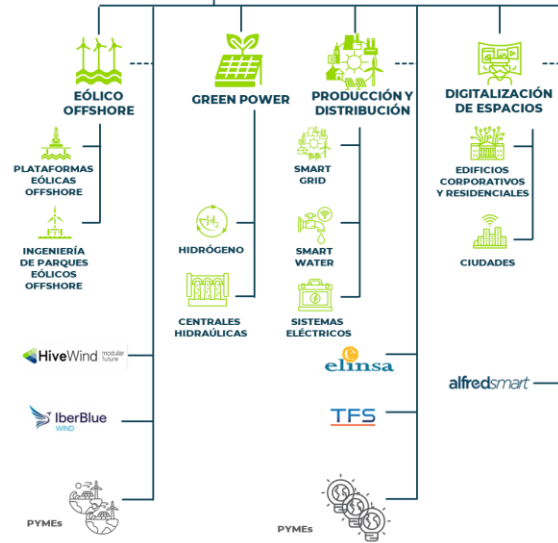 EÓLICO
OFFSHORE
GREEN POWER
PRODUCCIÓN Y
DISTRIBUCIÓN
DIGITALIZACIÓN
DE ESPACIOS
PLATAFORMAS
EÓLICAS
OFFSHORE
SMART
GRID
EDIFICIOS
CORPORATIVOS
Y RESIDENCIALES
H2
INGENIERÍA
DE PARQUES
EÓLICOS
OFFSHORE
HIDRÓGENO
SMART
WATER
CIUDADES
CENTRALES
HIDRAÚLICAS
SISTEMAS
ELÉCTRICOS
HiveWind modular
future
elinsa
alfredsmart
IberBlue
WIND
TFS
PYMEs
PYMEs